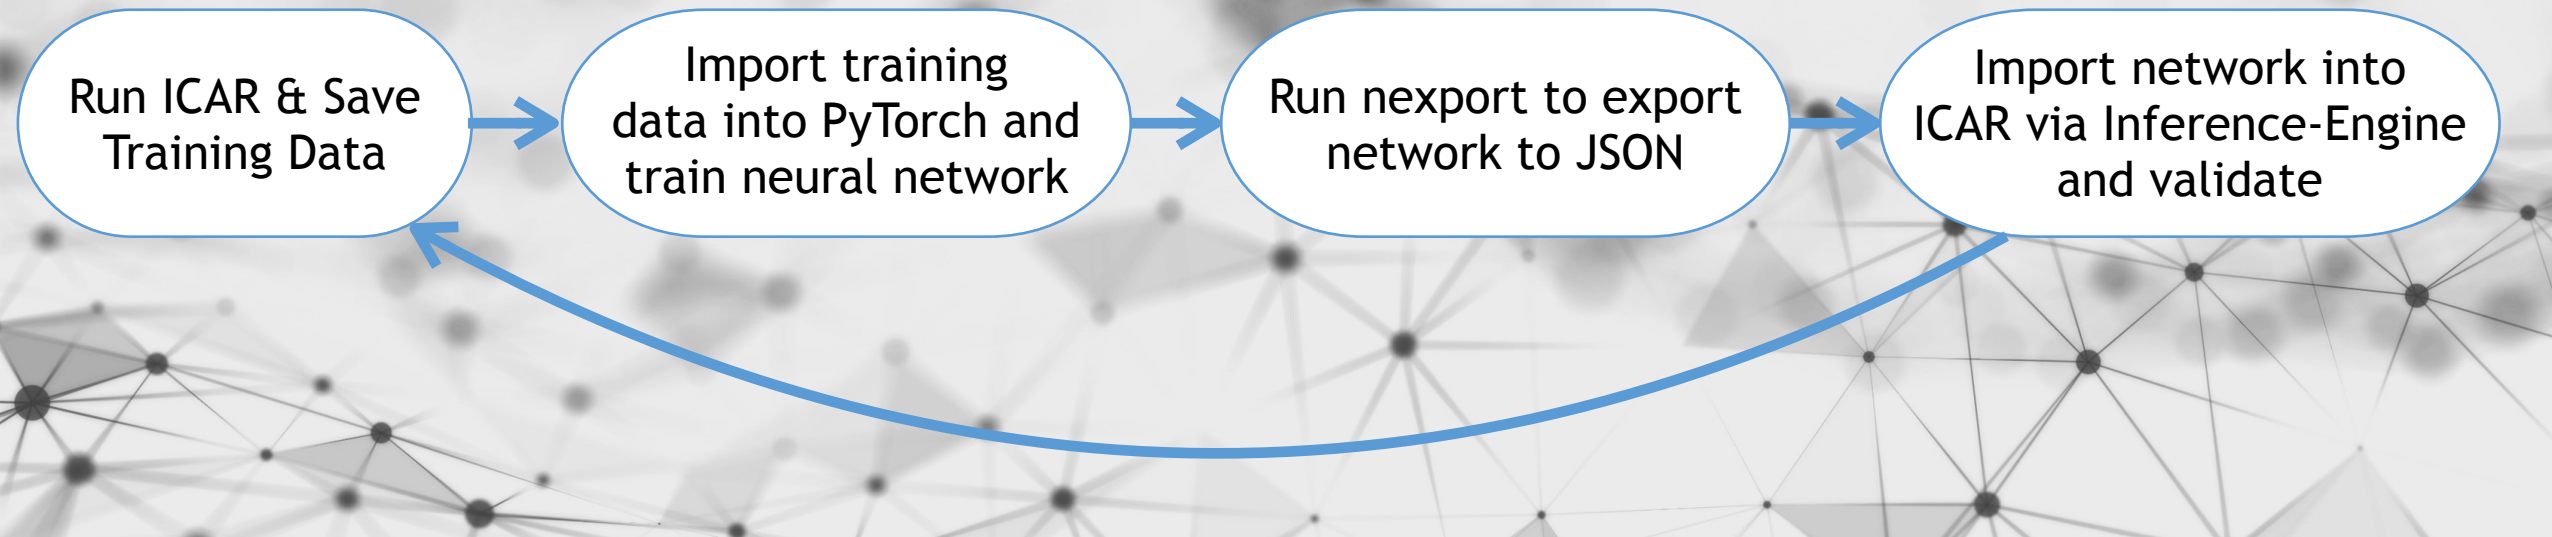 Run ICAR & Save
Training Data
Import training
data into PyTorch and
train neural network
Run nexport to export
network to JSON
Import network into
ICAR via Inference-Engine
and validate